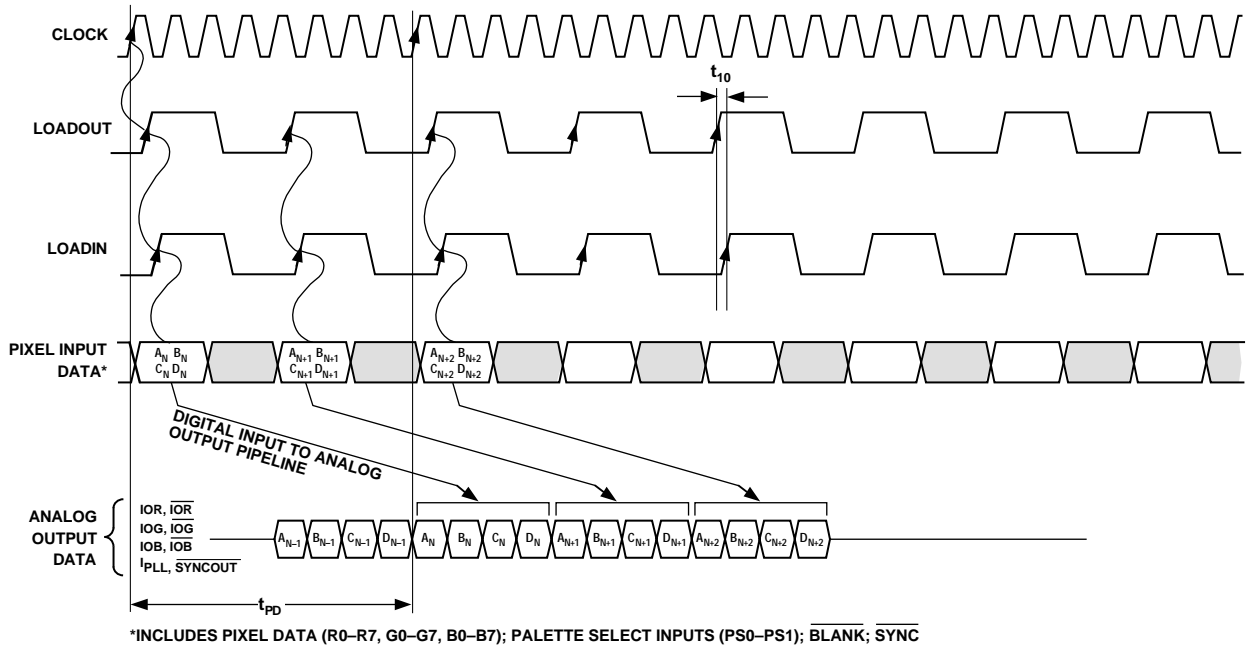 CLOCK
t10
LOADOUT
LOADIN
PIXEL INPUT
DATA*
AN BN
CN DN
AN+1 BN+1
CN+1 DN+1
AN+2 BN+2
CN+2 DN+2
DIGITAL INPUT TO ANALOG
OUTPUT PIPELINE
ANALOG
OUTPUT
DATA
IOR, IOR
IOG, IOG
IOB, IOB
IPLL, SYNCOUT
AN–1 BN–1 CN–1 DN–1 AN BN CN DN AN+1 BN+1 CN+1 DN+1 AN+2 BN+2 CN+2 DN+2
tPD
*INCLUDES PIXEL DATA (R0–R7, G0–G7, B0–B7); PALETTE SELECT INPUTS (PS0–PS1); BLANK; SYNC